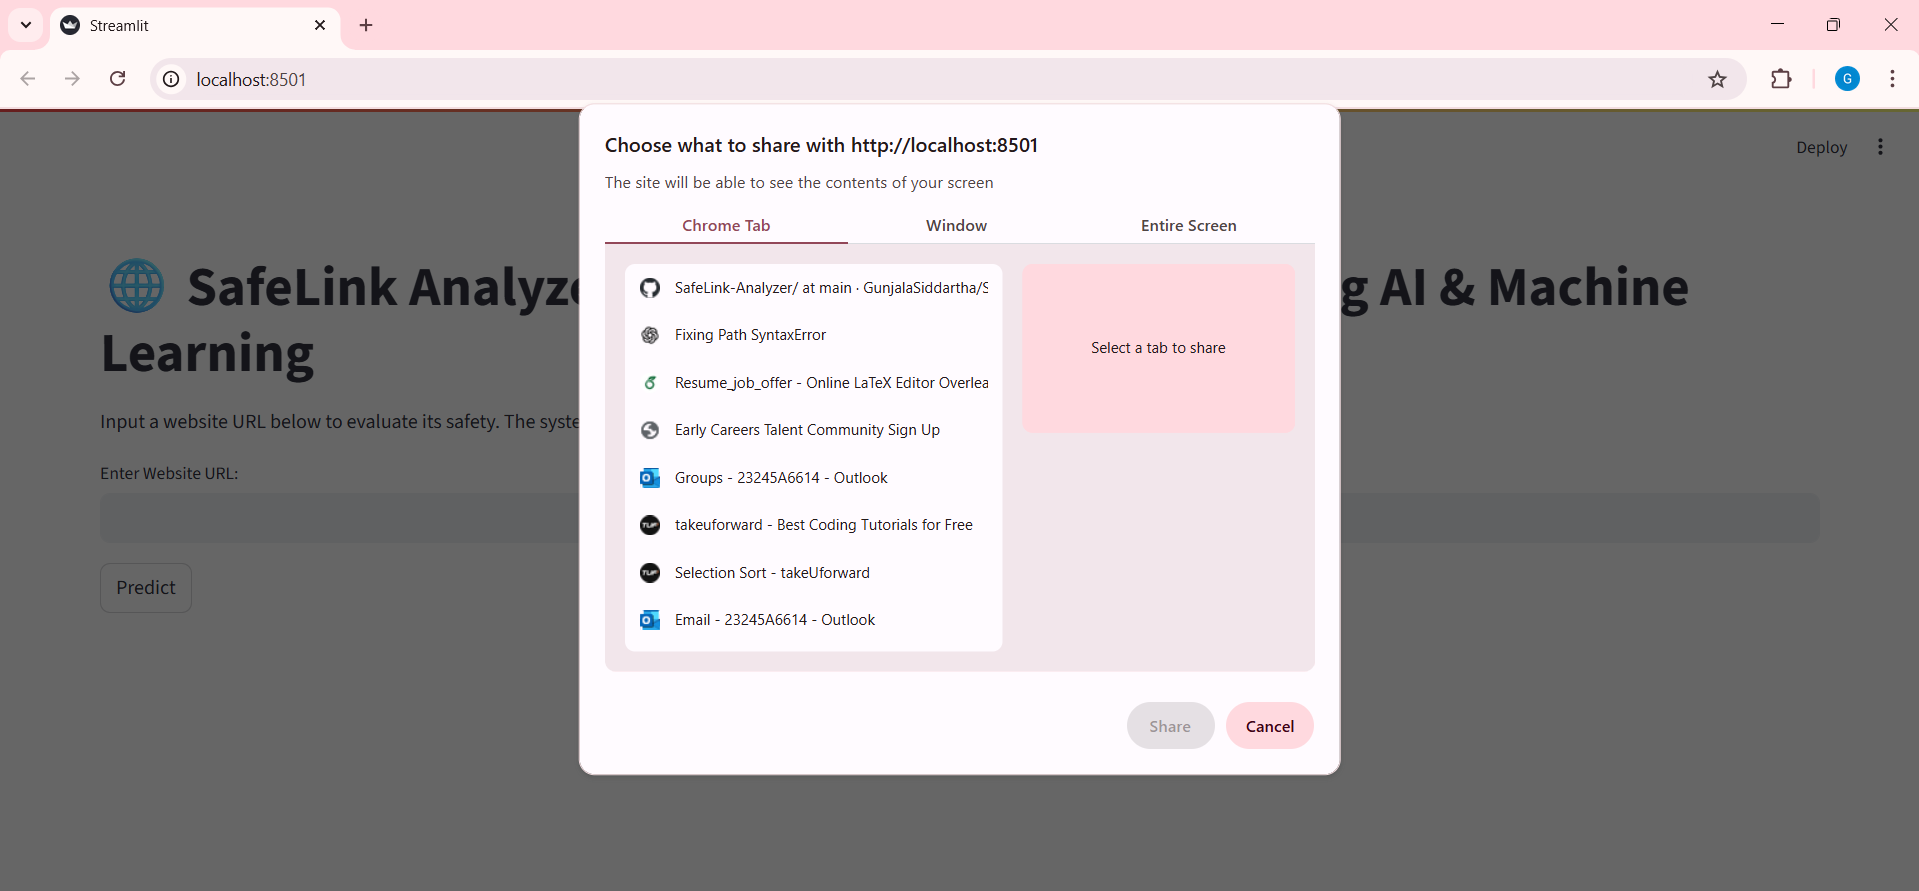 Streamlit
localhost:8501
G
Choose what to share with http://localhost:8501
The site will be able to see the contents of your screen
Deploy
Chrome Tab Window Entire Screen
SafeLink Analyze g AI & Machine
Learning
Input a website URL below to evaluate its safety. The syste
Enter Website URL:
Predict
SafeLink-Analyzer/ at main · GunjalaSiddartha/S
Fixing Path SyntaxError
Resume_job_offer - Online LaTeX Editor Overlea
Early Careers Talent Community Sign Up
Groups - 23245A6614 - Outlook
TUF takeuforward - Best Coding Tutorials for Free
TUF Selection Sort - takeUforward
Email - 23245A6614 - Outlook
Select a tab to share
Share Cancel